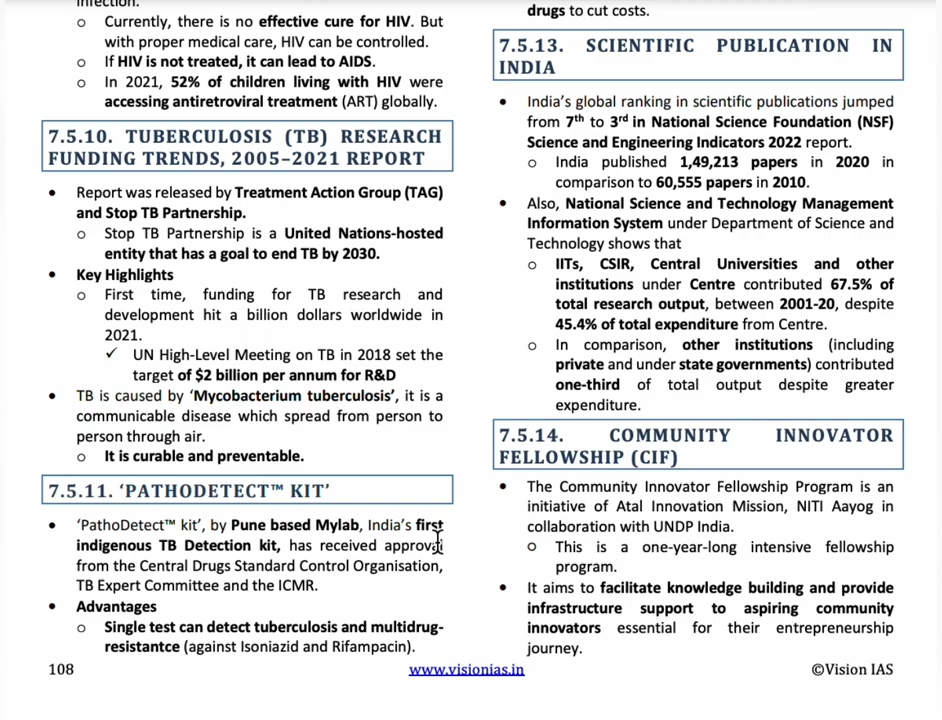 infection.
o Currently, there is no effective cure for HIV. But
with proper medical care, HIV can be controlled.
o If HIV is not treated, it can lead to AIDS.
o In 2021, 52% of children living with HIV were
accessing antiretroviral treatment (ART) globally.
7.5.10. TUBERCULOSIS (TB) RESEARCH
FUNDING TRENDS, 2005–2021 REPORT
• Report was released by Treatment Action Group (TAG)
and Stop TB Partnership.
o Stop TB Partnership is a United Nations-hosted
entity that has a goal to end TB by 2030.
• Key Highlights
o First time, funding for TB research and
development hit a billion dollars worldwide in
2021.
✓ UN High-Level Meeting on TB in 2018 set the
target of $2 billion per annum for R&D
• TB is caused by ‘Mycobacterium tuberculosis’, it is a
communicable disease which spread from person to
person through air.
o It is curable and preventable.
7.5.11. ‘PATHODETECT™ KIT’
• ‘PathoDetect™ kit’, by Pune based Mylab, India’s first
indigenous TB Detection kit, has received approval
from the Central Drugs Standard Control Organisation,
TB Expert Committee and the ICMR.
• Advantages
o Single test can detect tuberculosis and multidrug-
resistantce (against Isoniazid and Rifampacin).
drugs to cut costs.
7.5.13. SCIENTIFIC PUBLICATION IN
INDIA
• India’s global ranking in scientific publications jumped
from 7th to 3rd in National Science Foundation (NSF)
Science and Engineering Indicators 2022 report.
o India published 1,49,213 papers in 2020 in
comparison to 60,555 papers in 2010.
• Also, National Science and Technology Management
Information System under Department of Science and
Technology shows that
o IITs, CSIR, Central Universities and other
institutions under Centre contributed 67.5% of
total research output, between 2001-20, despite
45.4% of total expenditure from Centre.
o In comparison, other institutions (including
private and under state governments) contributed
one-third of total output despite greater
expenditure.
7.5.14. COMMUNITY INNOVATOR
FELLOWSHIP (CIF)
• The Community Innovator Fellowship Program is an
initiative of Atal Innovation Mission, NITI Aayog in
collaboration with UNDP India.
o This is a one-year-long intensive fellowship
program.
• It aims to facilitate knowledge building and provide
infrastructure support to aspiring community
innovators essential for their entrepreneurship
journey.
108 www.visionias.in ©Vision IAS